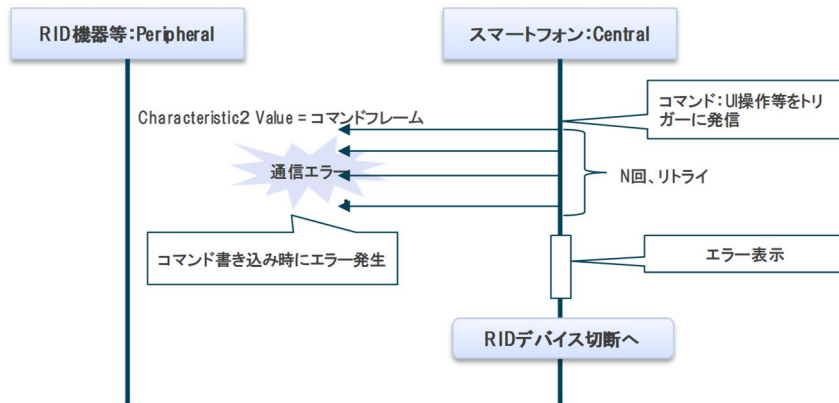 RID機器等:Peripheral
スマートフォン:Central
コマンド:UI操作等をトリ
ガーに発信
Characteristic2 Value = コマンドフレーム
通信エラー
N回、リトライ
コマンド書き込み時にエラー発生
エラー表示
RIDデバイス切断へ